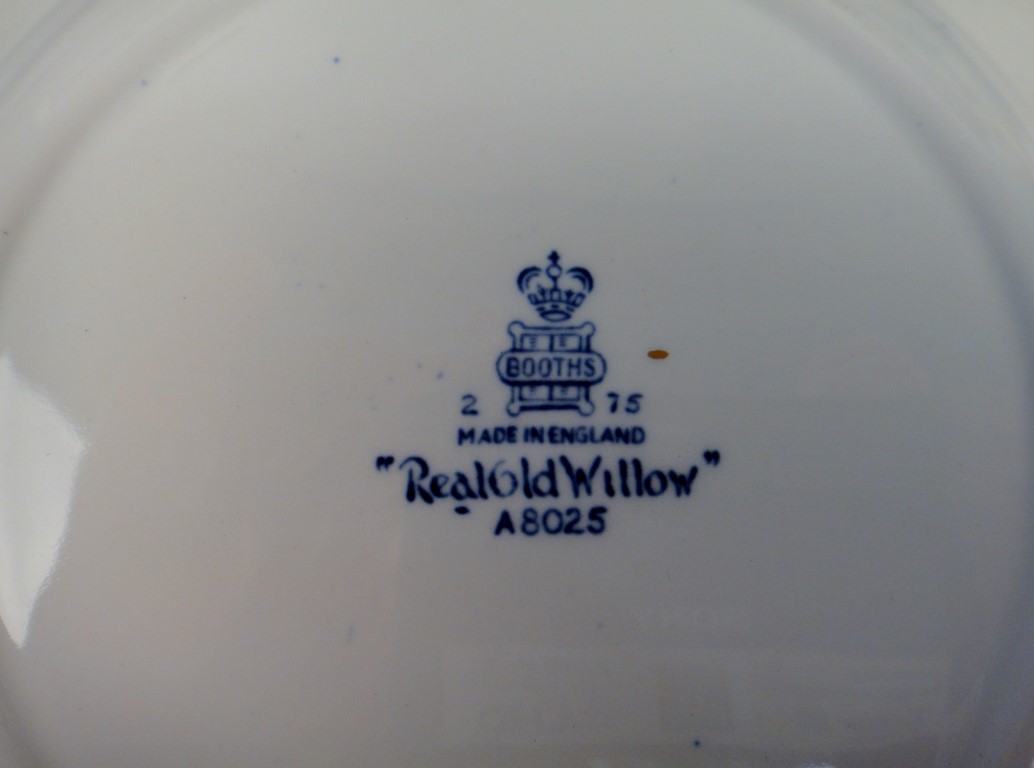 BOOTHS
2 75
MADE IN ENGLAND
"Real Old Willow"
A8025